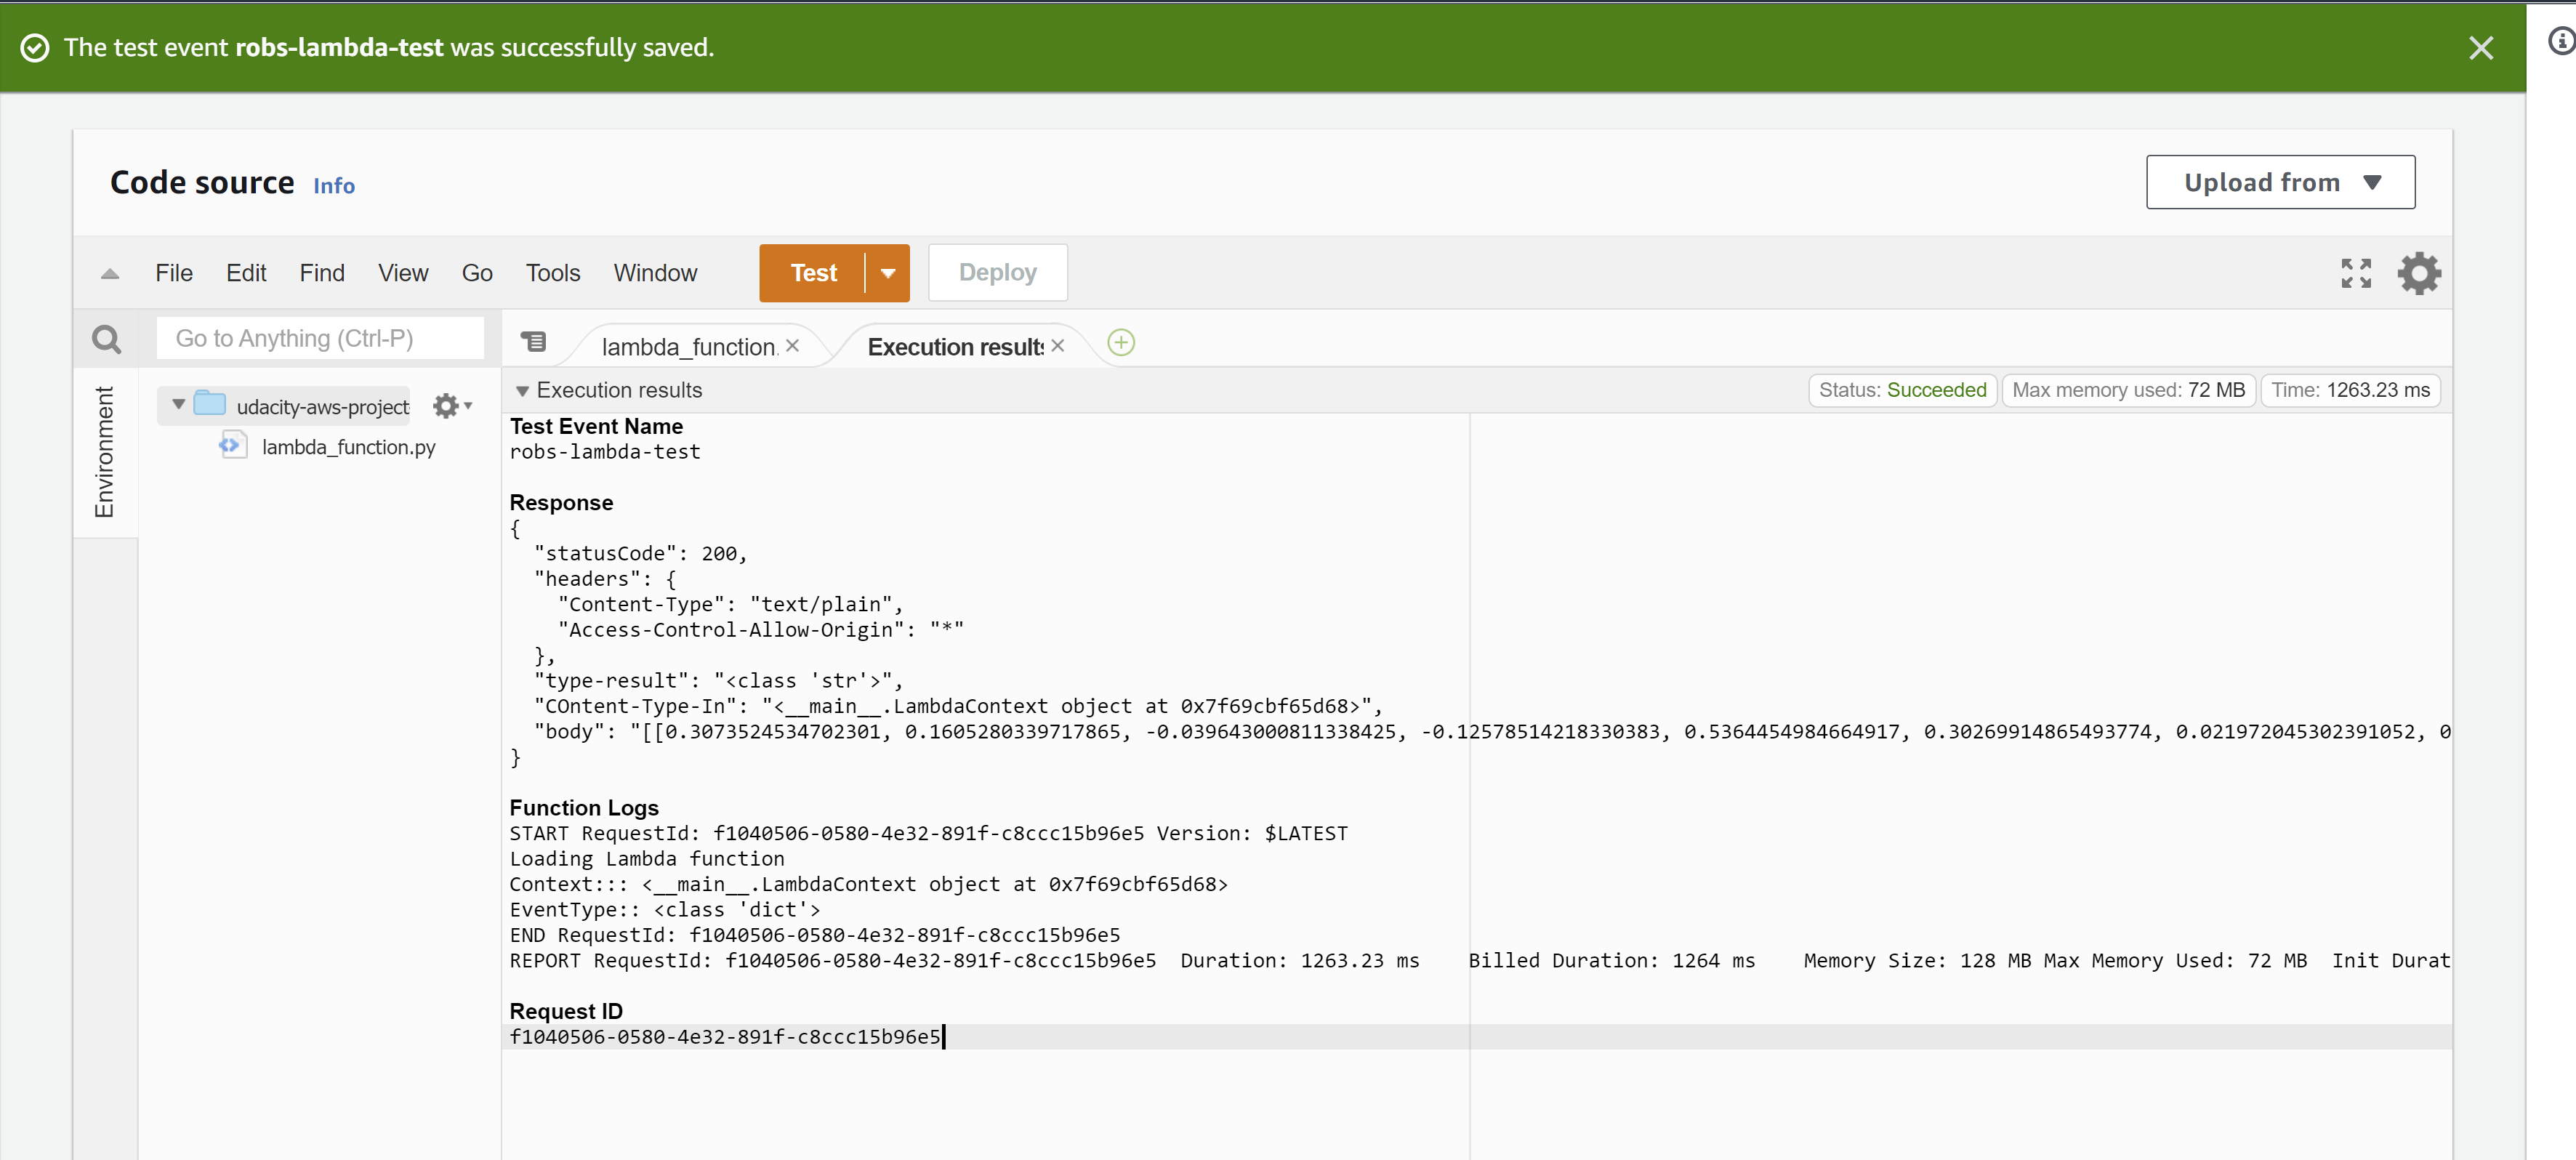 The test event robs-lambda-test was successfully saved.
Code source Info
Upload from
File Edit Find View Go Tools Window Test Deploy
Go to Anything (Ctrl-P)
lambda_function.
Execution results
Environment
udacity-aws-project
lambda_function.py
Execution results
Status: Succeeded Max memory used: 72 MB Time: 1263.23 ms
Test Event Name
robs-lambda-test
Response
{
"statusCode": 200,
"headers": {
"Content-Type": "text/plain",
"Access-Control-Allow-Origin": "*"
},
"type-result": "<class 'str'>",
"COntent-Type-In": "<__main__.LambdaContext object at 0x7f69cbf65d68>",
"body": "[[0.3073524534702301, 0.1605280339717865, -0.039643000811338425, -0.12578514218330383, 0.5364454984664917, 0.30269914865493774, 0.021972045302391052, 0
}
Function Logs
START RequestId: f1040506-0580-4e32-891f-c8ccc15b96e5 Version: $LATEST
Loading Lambda function
Context::: <__main__.LambdaContext object at 0x7f69cbf65d68>
EventType:: <class 'dict'>
END RequestId: f1040506-0580-4e32-891f-c8ccc15b96e5
REPORT RequestId: f1040506-0580-4e32-891f-c8ccc15b96e5 Duration: 1263.23 ms Billed Duration: 1264 ms Memory Size: 128 MB Max Memory Used: 72 MB Init Durat
Request ID
f1040506-0580-4e32-891f-c8ccc15b96e5